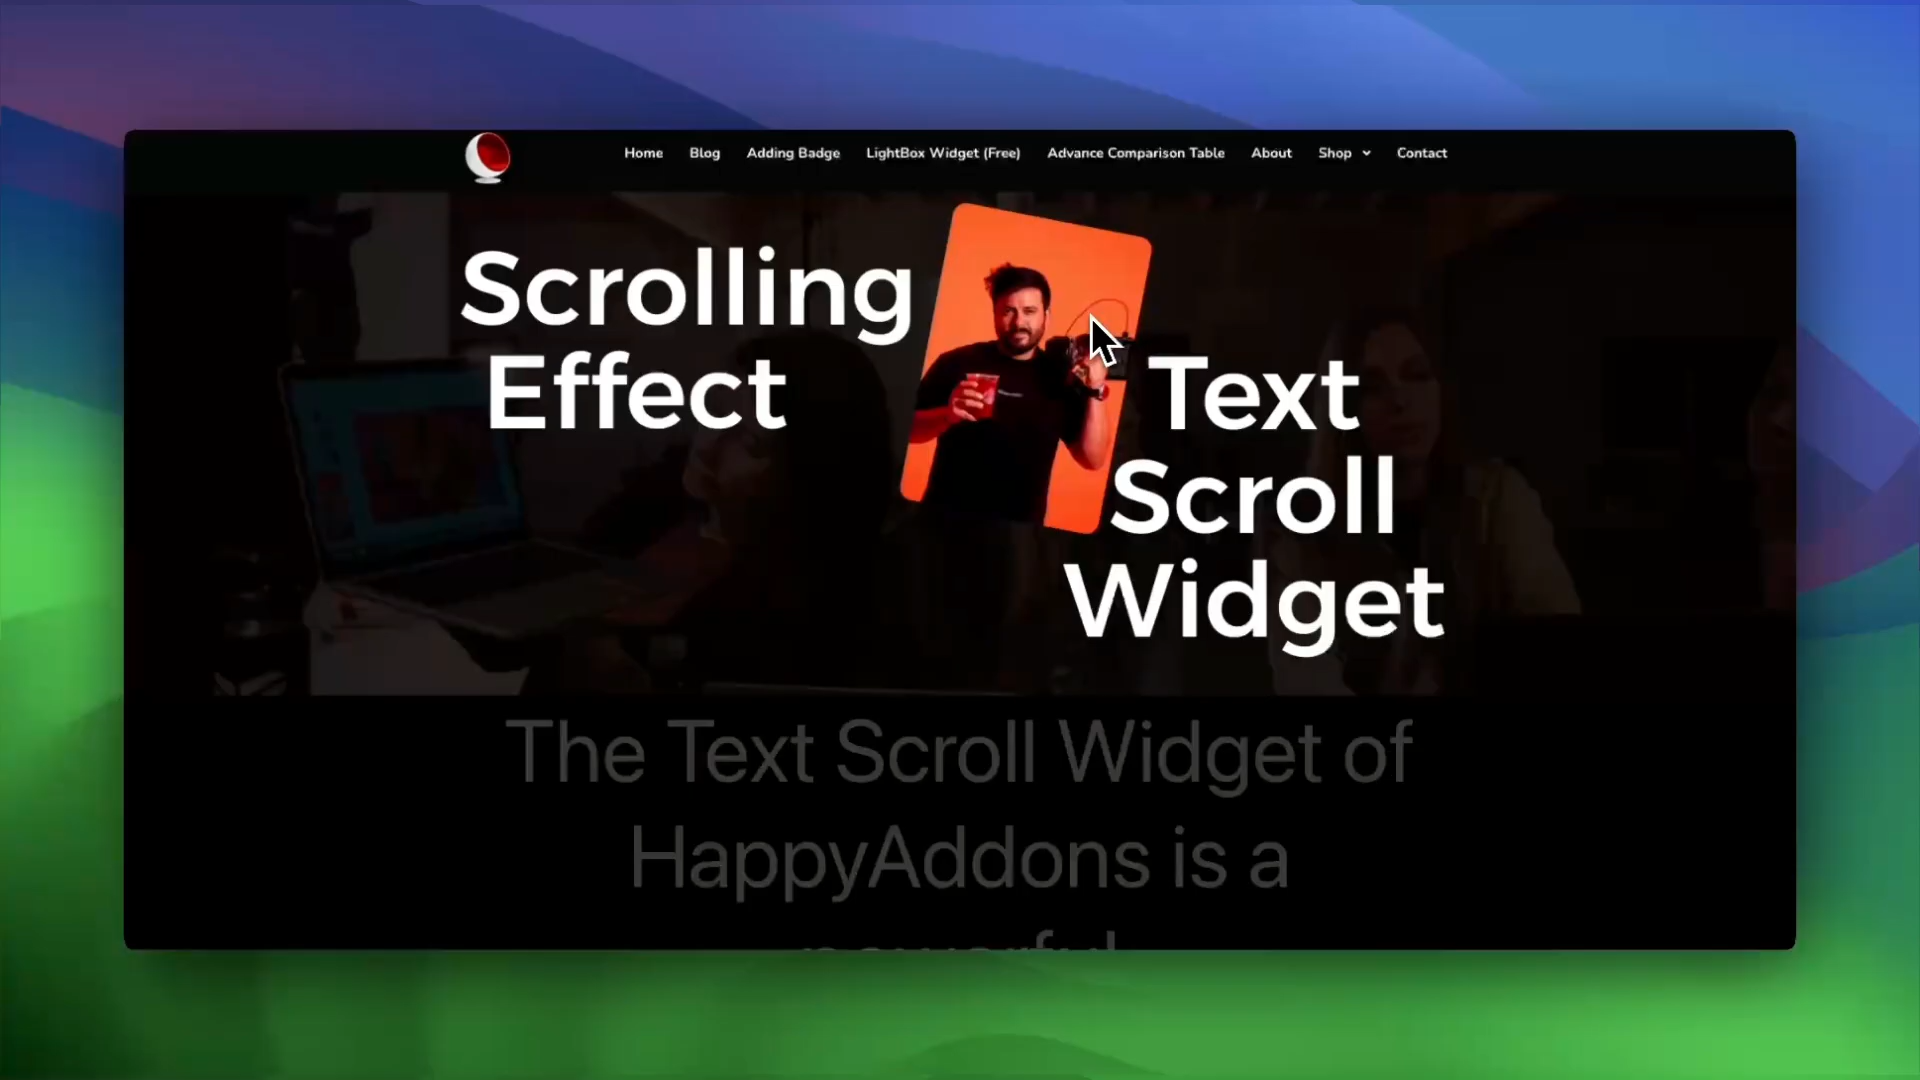 Home Blog Adding Badge LightBox Widget (Free) Advance Comparison Table About Shop Contact
Scrolling
Effect
Text
Scroll
Widget
The Text Scroll Widget of
HappyAddons is a
powerful